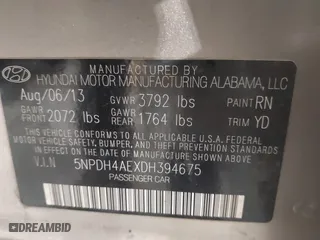 MANUFACTURED BY
HYUNDAI MOTOR MANUFACTURING ALABAMA, LLC
Aug/06/13 GVWR 3792 lbs PAINT RN
GAWR FRONT 2072 lbs GAWR REAR 1764 lbs TRIM YD
THIS VEHICLE CONFORMS TO ALL APPLICABLE U.S. FEDERAL
MOTOR VEHICLE SAFETY, BUMPER, AND THEFT PREVENTION
STANDARDS IN EFFECT ON THE DATE OF MANUFACTURE SHOWN ABOVE.
V.I.N 5NPDH4AEXDH394675
PASSENGER CAR
DCARFAX